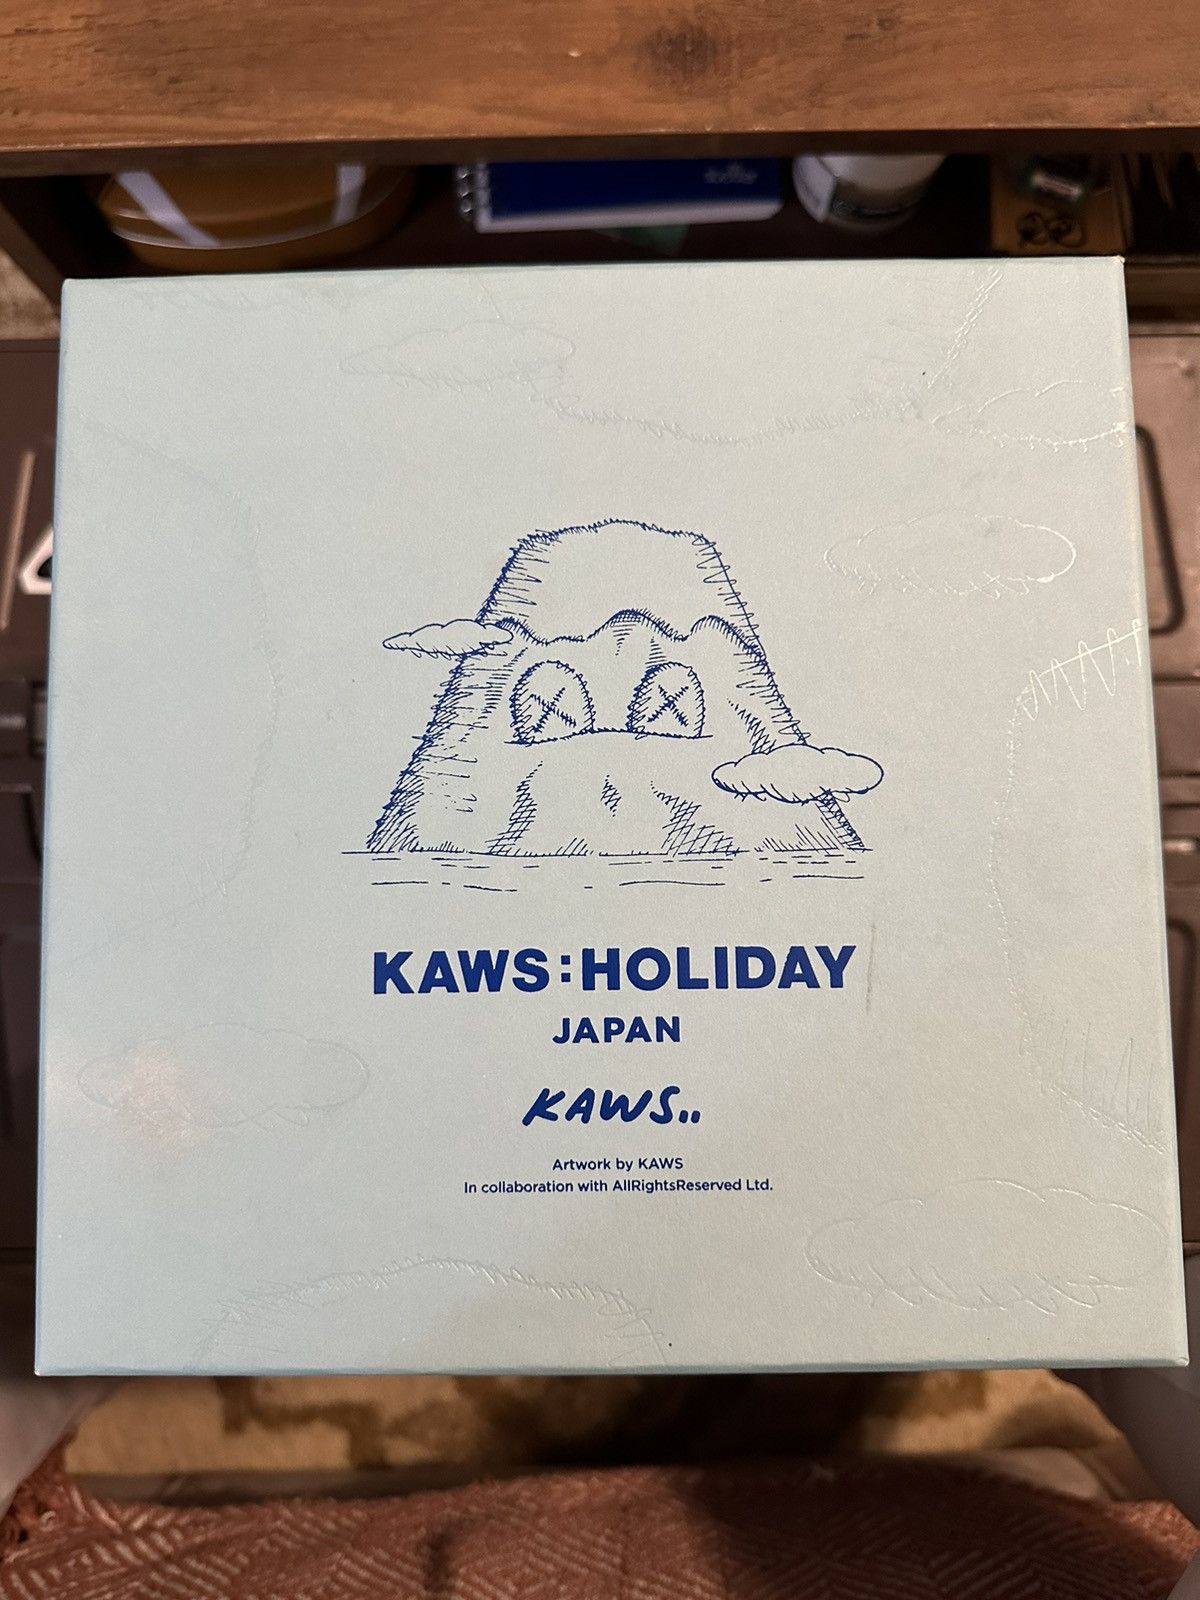 KAWS:HOLIDAY
JAPAN
KAWS..
Artwork by KAWS
In collaboration with AllRightsReserved Ltd.